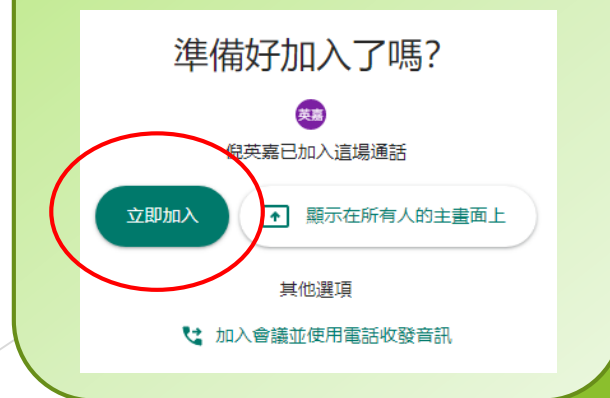 準備好加入了嗎?
英嘉
倪英嘉已加入這場通話
立即加入
顯示在所有人的主畫面上
其他選項
加入會議並使用電話收發音訊